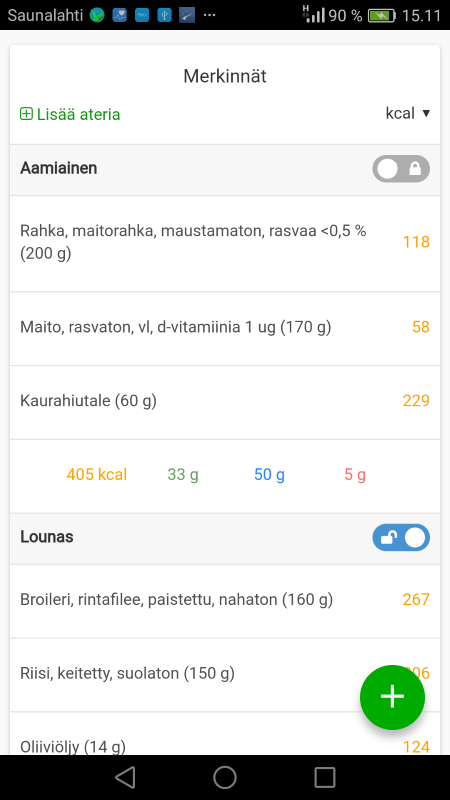 Saunalahti ... H 90 % 15.11
Merkinnät
Lisää ateria kcal ▼
Aamiainen
Rahka, maitorahka, maustamaton, rasvaa <0,5 %
(200 g) 118
Maito, rasvaton, vl, d-vitamiinia 1 ug (170 g) 58
Kaurahiutale (60 g) 229
405 kcal 33 g 50 g 5 g
Lounas
Broileri, rintafilee, paistettu, nahaton (160 g) 267
Riisi, keitetty, suolaton (150 g)
Oliiviöljy (14 g) 124